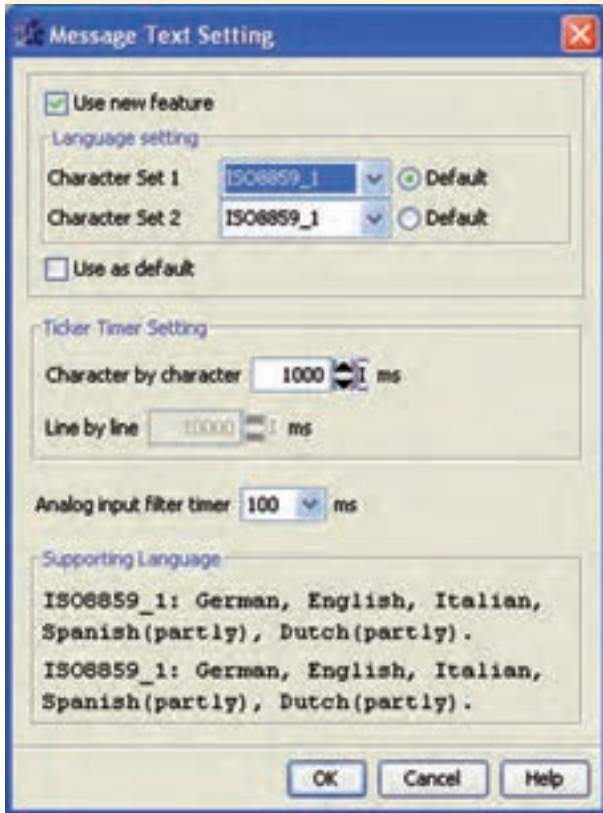 Message Text Setting
Use new feature
Language setting
Character Set 1 ISO8859_1 Default
Character Set 2 ISO8859_1 Default
Use as default
Ticker Timer Setting
Character by character 1000 ms
Line by line 10000 ms
Analog input filter timer 100 ms
Supporting Language
ISO8859_1: German, English, Italian,
Spanish(partly), Dutch(partly).
ISO8859_1: German, English, Italian,
Spanish(partly), Dutch(partly).
OK Cancel Help